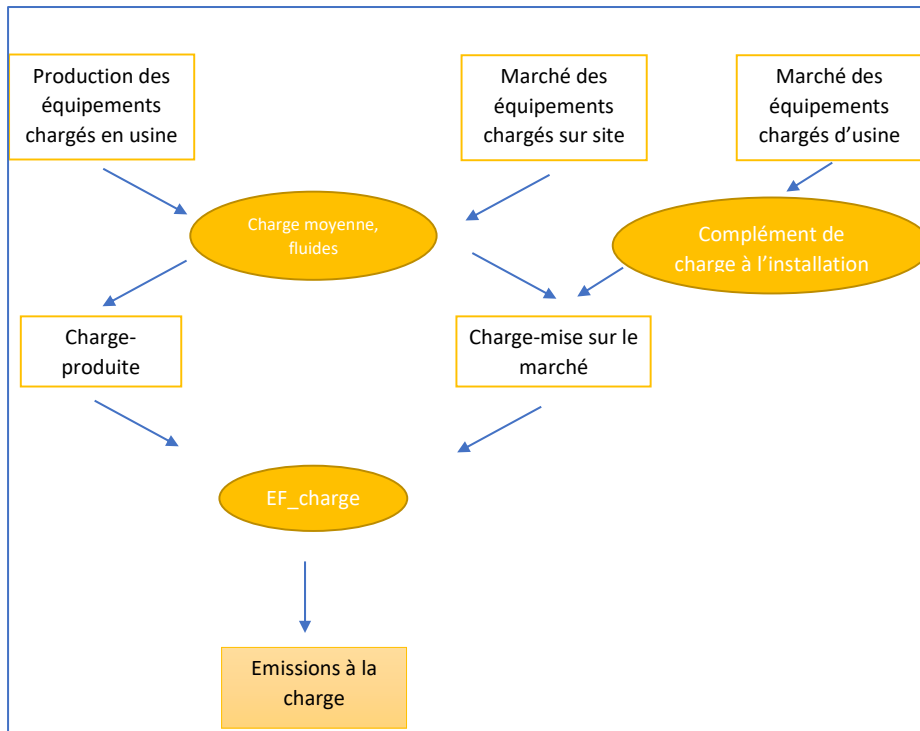 Production des
équipements
chargés en usine
Marché des
équipements
chargés sur site
Marché des
équipements
chargés d'usine
Charge moyenne,
fluides
Complément de
charge à l'installation
Charge-
produite
Charge-mise sur le
marché
EF_charge
Emissions à la
charge